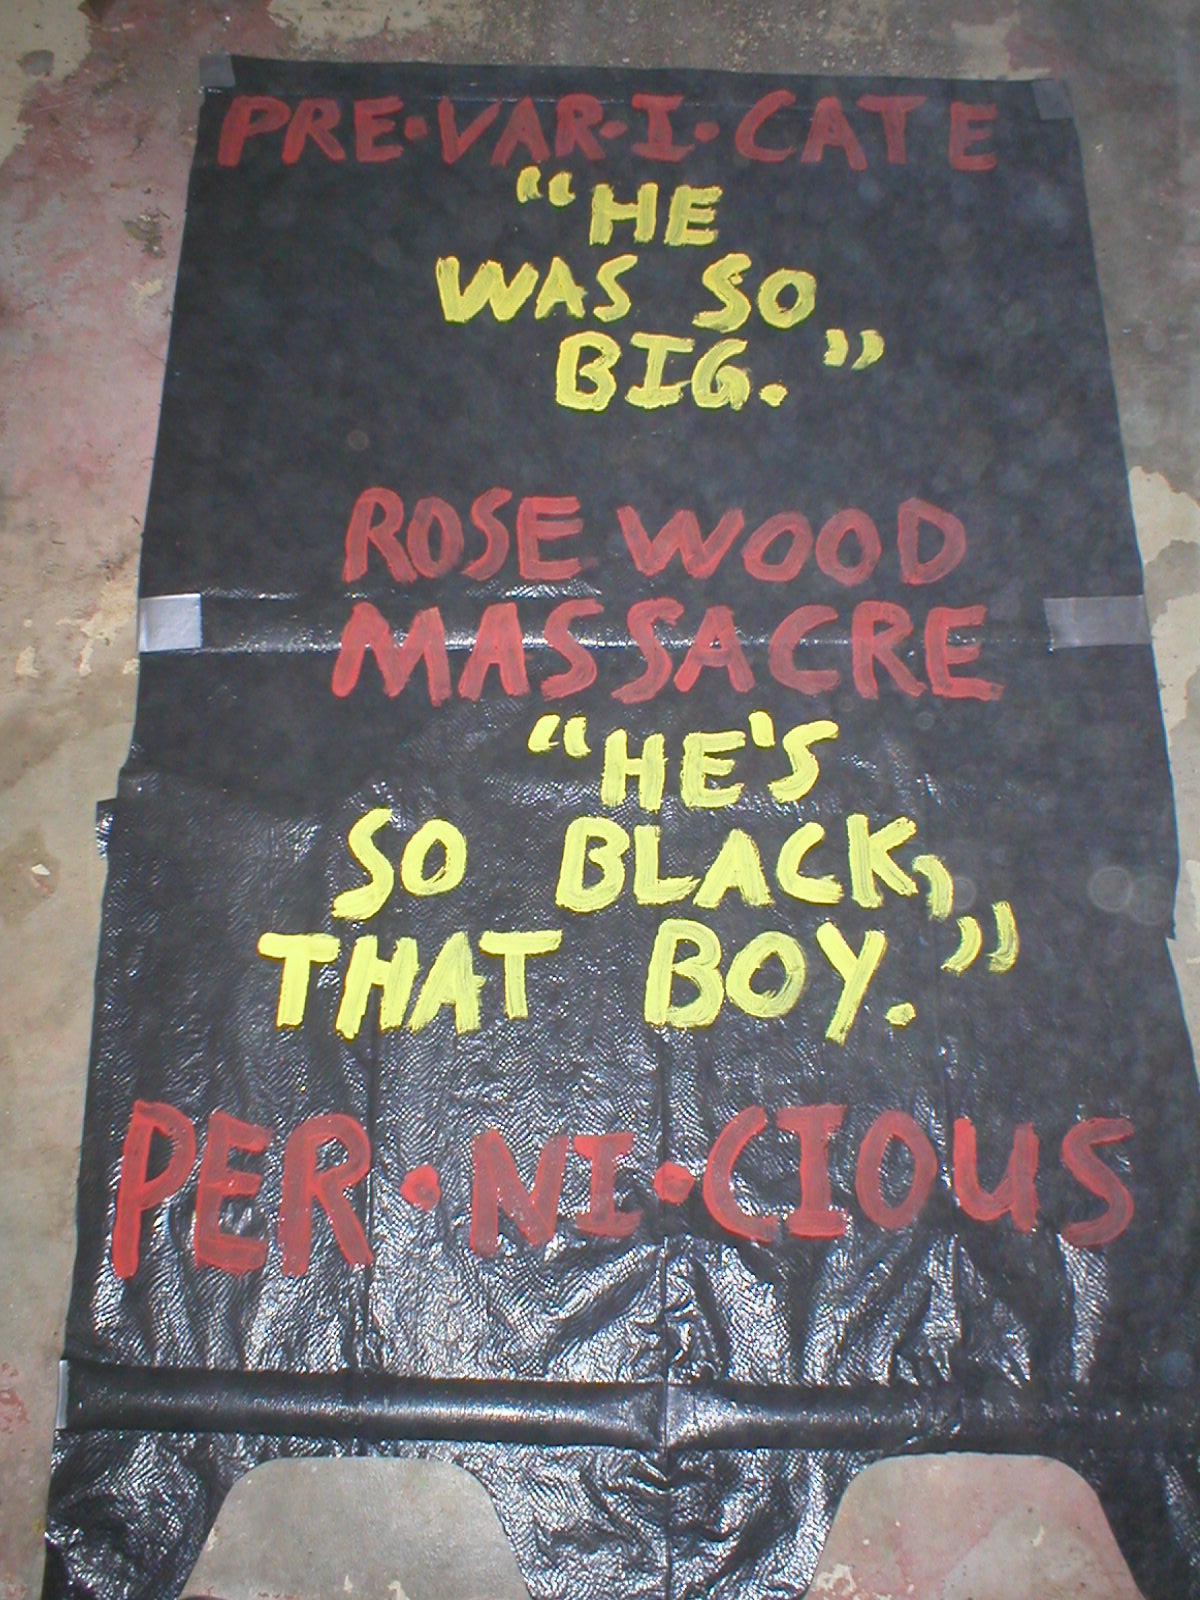 PRE•VAR•I•CATE
"HE
WAS SO
BIG."
ROSE WOOD
MASSACRE
"HE'S
SO BLACK,
THAT BOY."
PER•NI•CIOUS